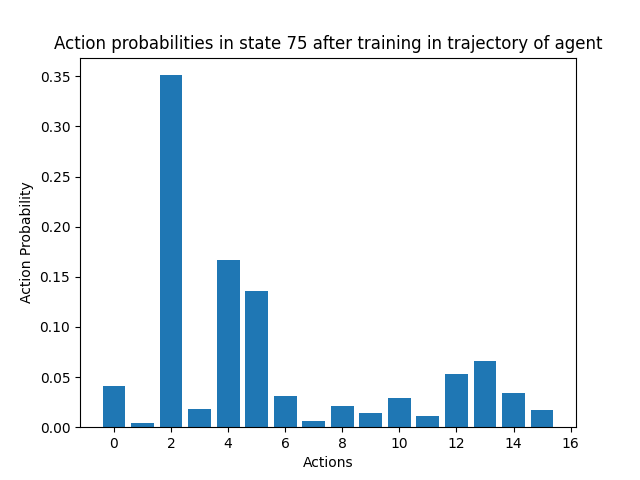 Action probabilities in state 75 after training in trajectory of agent
0.35
0.30
0.25
0.20
0.15
0.10
0.05
0.00
Action Probability
0 2 4 6 8 10 12 14 16
Actions